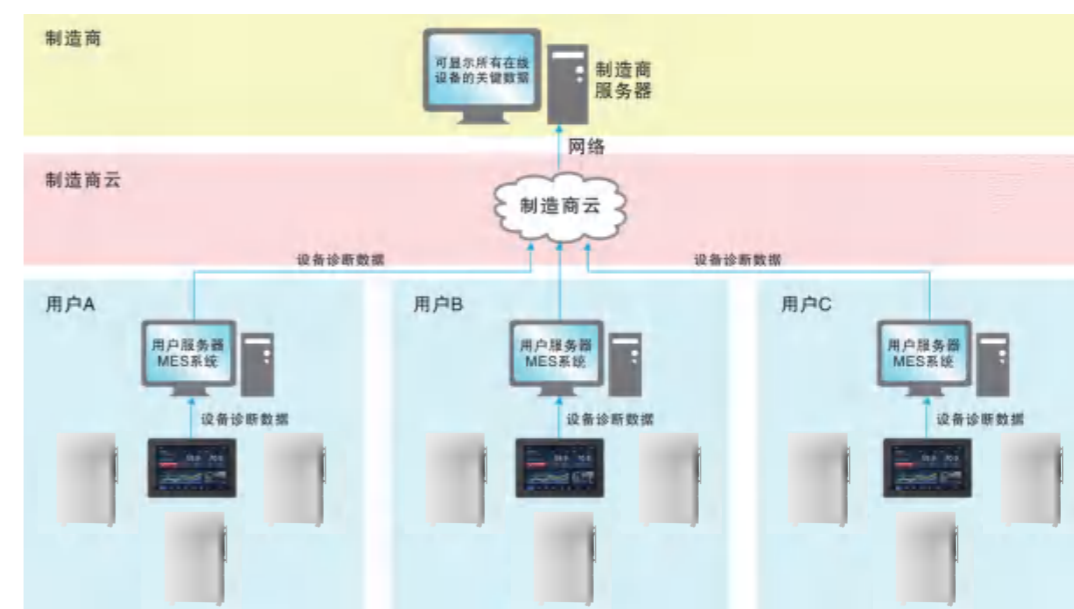 制造商
可显示所有在线
设备的关键数据
制造商
服务器
网络
制造商云
制造商云
设备诊断数据
设备诊断数据
用户A
用户B
用户C
用户服务器
MES系统
用户服务器
MES系统
用户服务器
MES系统
设备诊断数据
设备诊断数据
设备诊断数据